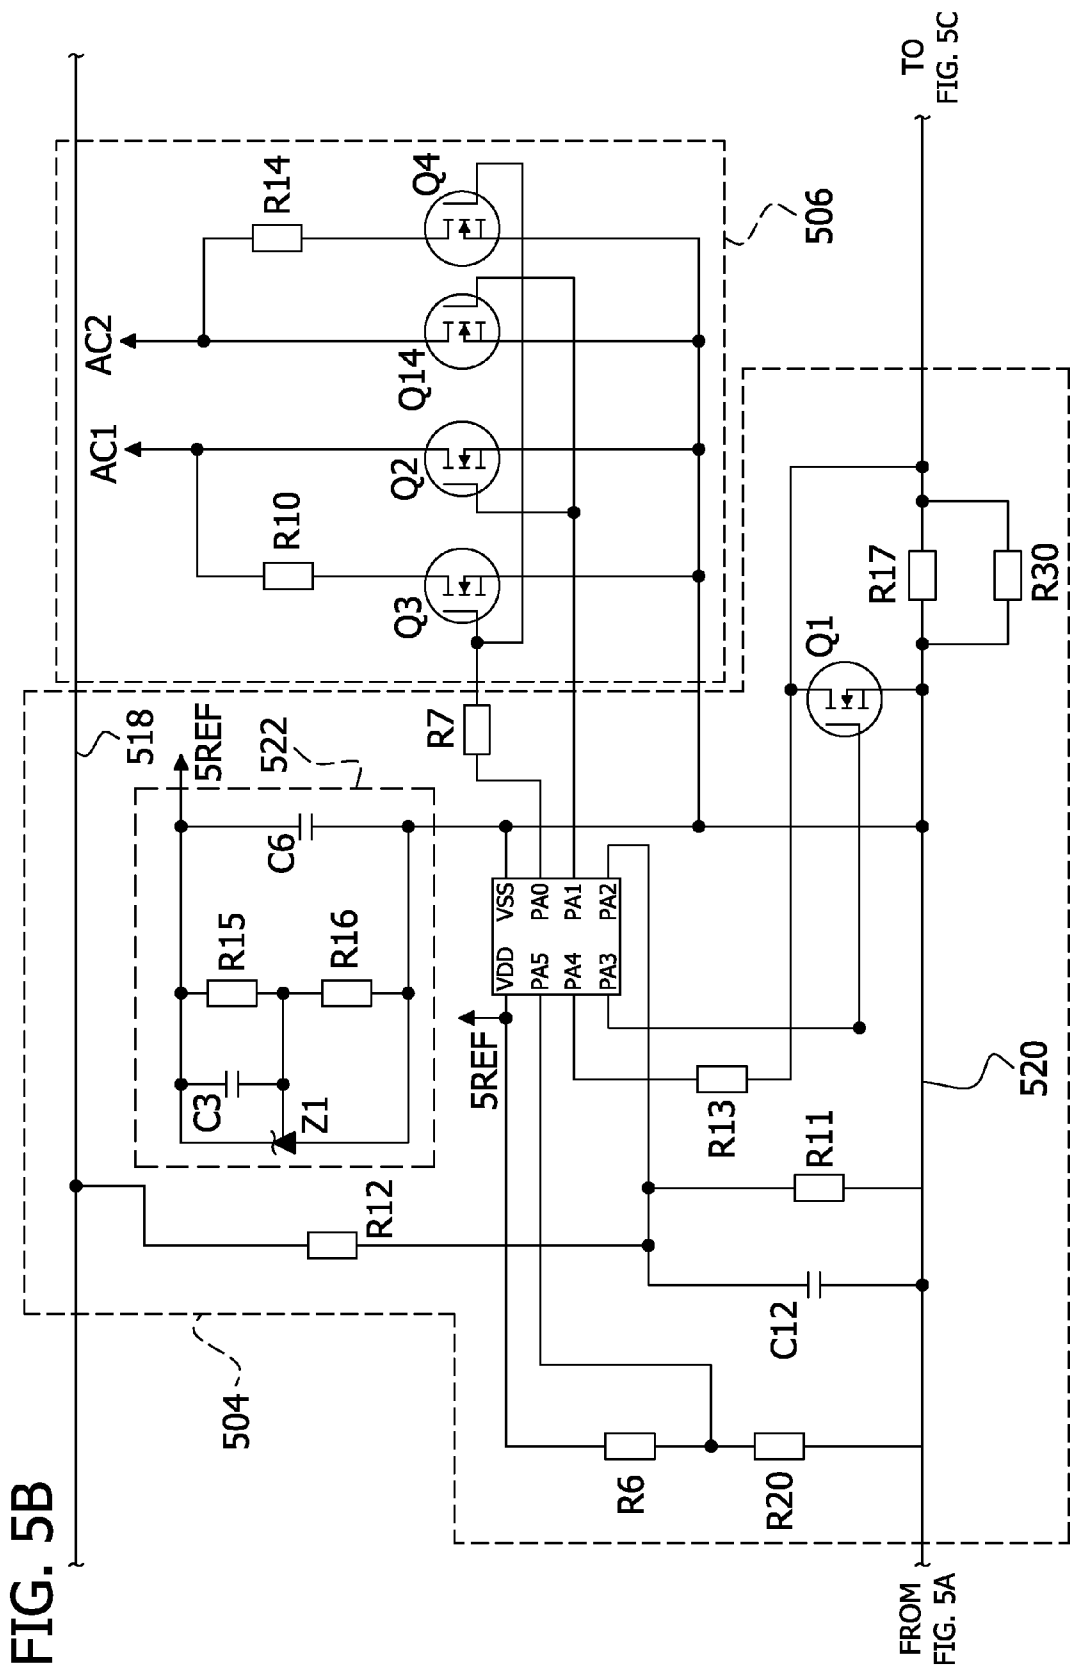 FIG. 5B
518
5REF
522
C6
R15
R16
C3
Z1
R12
504
AC1
AC2
R10
R14
Q3
Q2
Q14
Q4
506
R7
5REF
VDD
VSS
PA5
PA0
PA4
PA1
PA3
PA2
R13
R11
C12
R6
R20
Q1
R17
R30
520
FROM
FIG. 5A
TO
FIG. 5C